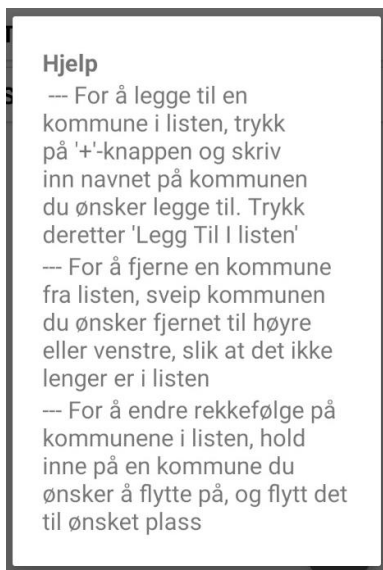 Hjelp
--- For å legge til en
kommune i listen, trykk
på '+'-knappen og skriv
inn navnet på kommunen
du ønsker legge til. Trykk
deretter 'Legg Til I listen'
--- For å fjerne en kommune
fra listen, sveip kommunen
du ønsker fjernet til høyre
eller venstre, slik at det ikke
lenger er i listen
--- For å endre rekkefølge på
kommunene i listen, hold
inne på en kommune du
ønsker å flytte på, og flytt det
til ønsket plass